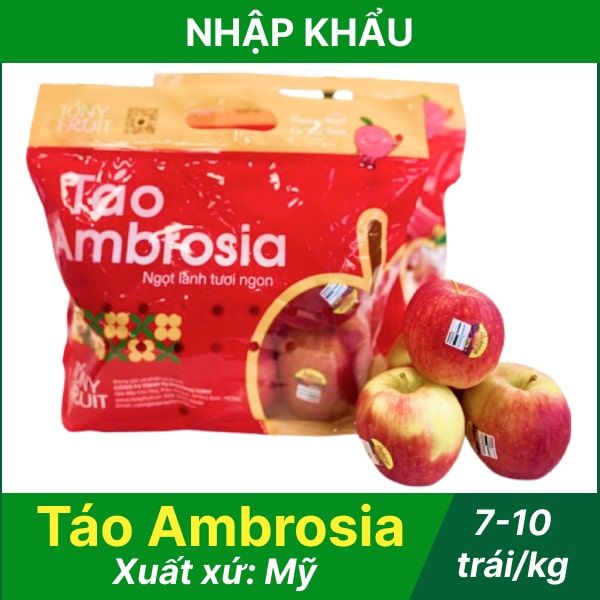 NHẬP KHẨU
TONY
FRUIT
Táo
Ambrosia
Ngọt lành tươi ngon
TONY
FRUIT
Táo Ambrosia
Xuất xứ: Mỹ
7-10
trái/kg